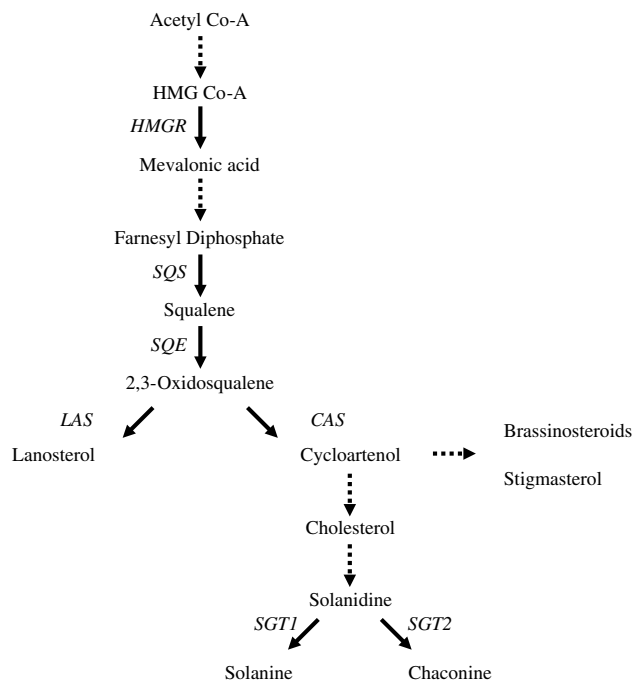 Acetyl Co-A
HMG Co-A
HMGR
Mevalonic acid
Farnesyl Diphosphate
SQS
Squalene
SQE
2,3-Oxidosqualene
LAS
CAS
Lanosterol
Cycloartenol
Brassinosteroids
Stigmasterol
Cholesterol
Solanidine
SGT1
SGT2
Solanine
Chaconine